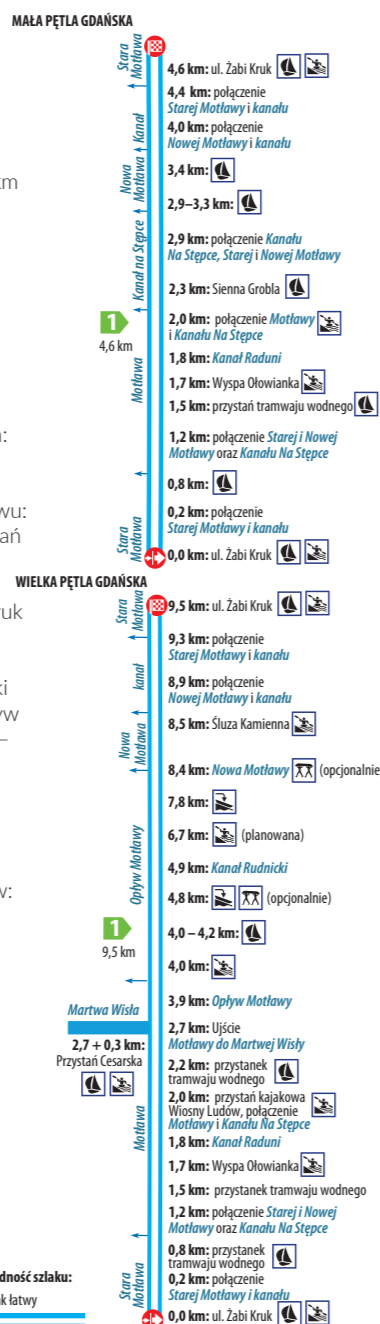 MAŁA PĘTLA GDAŃSKA
Stara
Motława
4,6 km: ul. Żabi Kruk
4,4 km: połączenie
Starej Motławy i kanału
Kanał
4,0 km: połączenie
Nowej Motławy i kanału
km
Nowa
Motława
3,4 km:
2,9–3,3 km:
Kanał na Stępce
2,9 km: połączenie Kanału
Na Stępce, Starej i Nowej Motławy
2,3 km: Sienna Grobla
1
4,6 km
2,0 km: połączenie Motławy
i Kanału Na Stępce
Motława
1,8 km: Kanał Raduni
1,7 km: Wyspa Ołowianka
1,5 km: przystań tramwaju wodnego
1,2 km: połączenie Starej i Nowej
Motławy oraz Kanału Na Stępce
0,8 km:
wu:
ań
0,2 km: połączenie
Starej Motławy i kanału
Stara
Motława
0,0 km: ul. Żabi Kruk
WIELKA PĘTLA GDAŃSKA
Stara
Motława
9,5 km: ul. Żabi Kruk
ruk
9,3 km: połączenie
Starej Motławy i kanału
kanał
8,9 km: połączenie
Nowej Motławy i kanału
ki
yw
–
8,5 km: Śluza Kamienna
Nowa
Motława
8,4 km: Nowa Motławy (opcjonalnie
7,8 km:
6,7 km: (planowana)
Opływ Motławy
4,9 km: Kanał Rudnicki
4,8 km: (opcjonalnie)
w:
1
9,5 km
4,0 – 4,2 km:
4,0 km:
3,9 km: Opływ Motławy
Martwa Wisła
2,7 km: Ujście
Motławy do Martwej Wisły
2,7 + 0,3 km:
Przystań Cesarska
2,2 km: przystanek
tramwaju wodnego
2,0 km: przystań kajakowa
Wiosny Ludów, połączenie
Motławy i Kanału Na Stępce
Motława
1,8 km: Kanał Raduni
1,7 km: Wyspa Ołowianka
1,5 km: przystanek tramwaju wodnego
1,2 km: połączenie Starej i Nowej
Motławy oraz Kanału Na Stępce
0,8 km: przystanek
tramwaju wodnego
0,2 km: połączenie
Starej Motławy i kanału
Stara
Motława
0,0 km: ul. Żabi Kruk
dność szlaku:
k łatwy